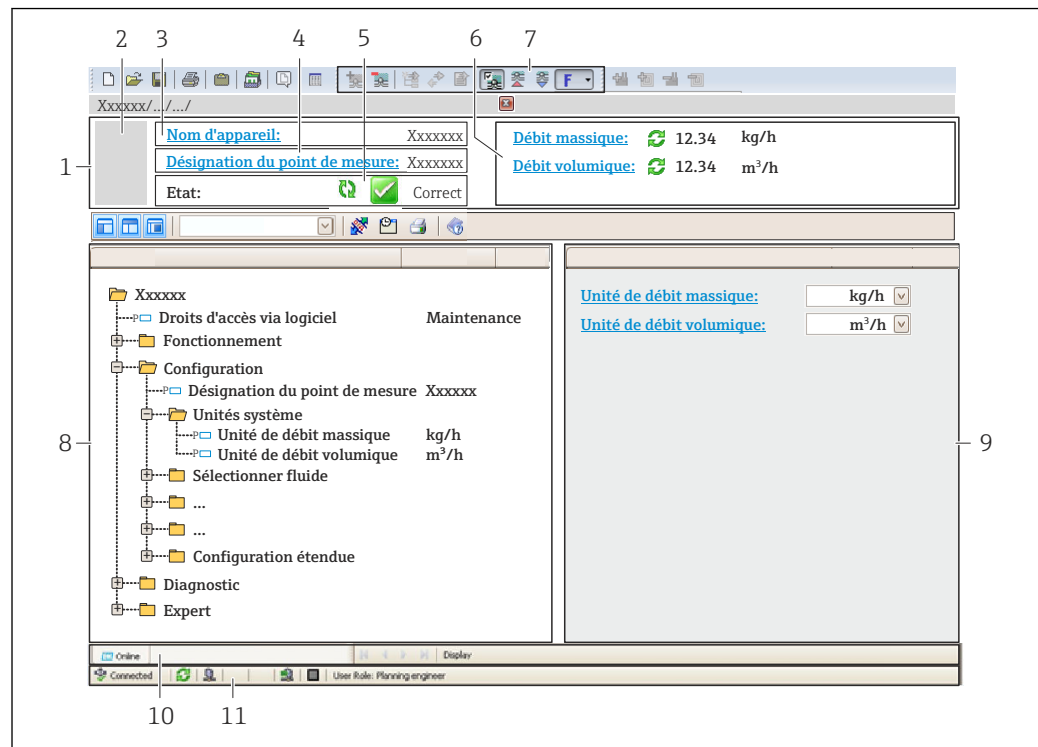 2 3 4 5 6 7
F
Xxxxxx/.../.../
1
Nom d'appareil: Xxxxxxx
Désignation du point de mesure: Xxxxxxx
Etat: Correct
Débit massique: 12.34 kg/h
Débit volumique: 12.34 m³/h
8
Xxxxxx
P Droits d'accès via logiciel Maintenance
Fonctionnement
Configuration
P Désignation du point de mesure Xxxxxx
Unités système
P Unité de débit massique kg/h
P Unité de débit volumique m³/h
Sélectionner fluide
...
...
Configuration étendue
Diagnostic
Expert
Unité de débit massique: kg/h
Unité de débit volumique: m³/h
9
Online Display
Connected User Role: Planning engineer
10 11